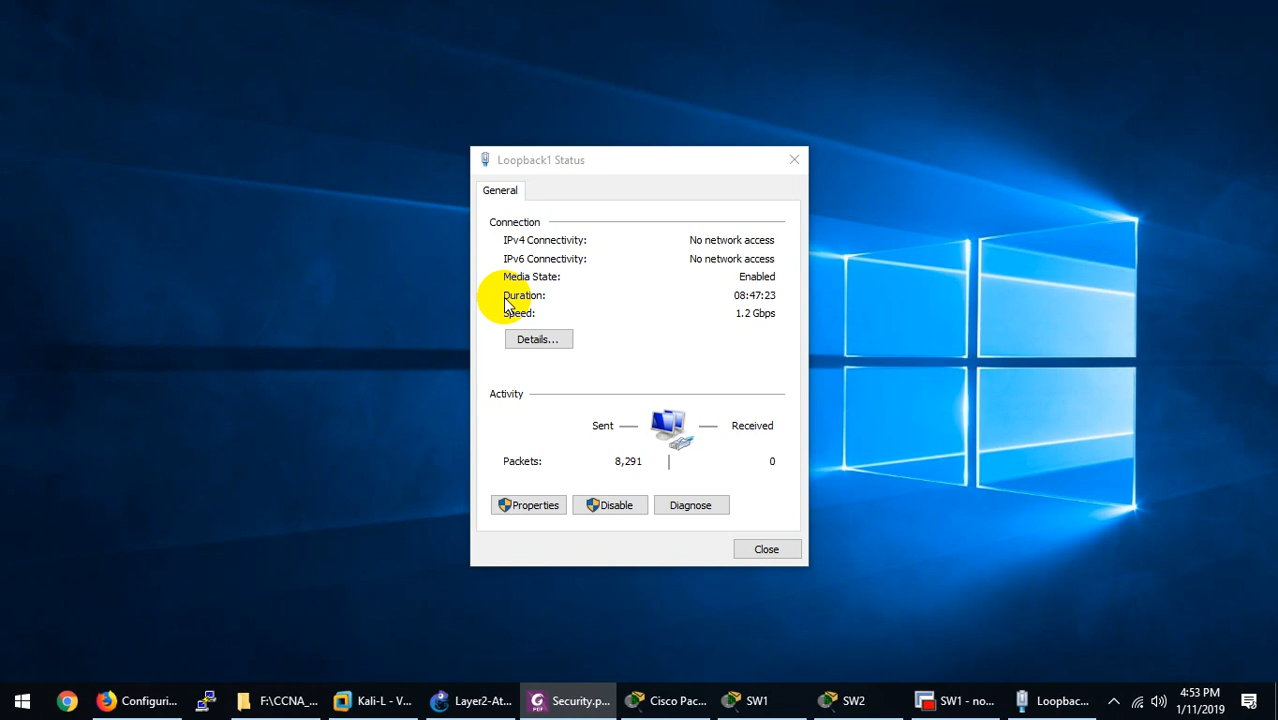 Loopback1 Status
General
Connection
IPv4 Connectivity: No network access
IPv6 Connectivity: No network access
Media State: Enabled
Duration: 08:47:23
Speed: 1.2 Gbps
Details...
Activity
Sent Received
Packets: 8,291 0
Properties Disable Diagnose
Close
Configuri... F:\CCNA_... Kali-L - V... Layer2-At... Security.p... Cisco Pac... SW1 SW2 SW1 - no... Loopbac... 4:53 PM
1/11/2019